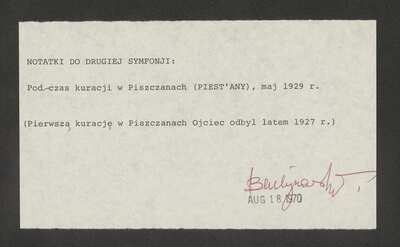 NOTATKI DO DRUGIEJ SYMFONJI:
Pod-czas kuracji w Piszczanach (PIEST'ANY), maj 1929 r.
(Pierwszą kurację w Piszczanach Ojciec odbyl latem 1927 r.)
AUG 18 1970